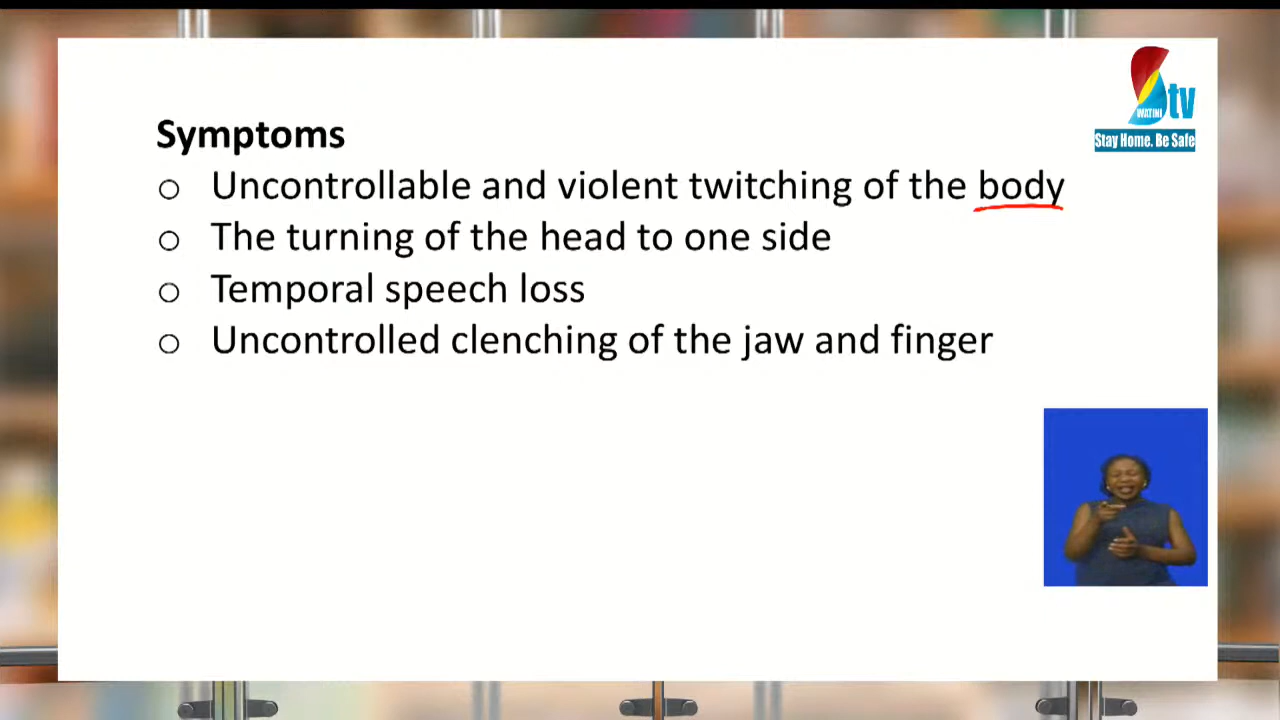 Symptoms
○ Uncontrollable and violent twitching of the body
○ The turning of the head to one side
○ Temporal speech loss
○ Uncontrolled clenching of the jaw and finger
tv
Stay Home. Be Safe